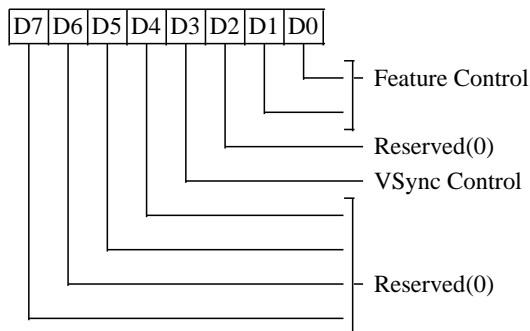 D7 D6 D5 D4 D3 D2 D1 D0
Feature Control
Reserved(0)
VSync Control
Reserved(0)